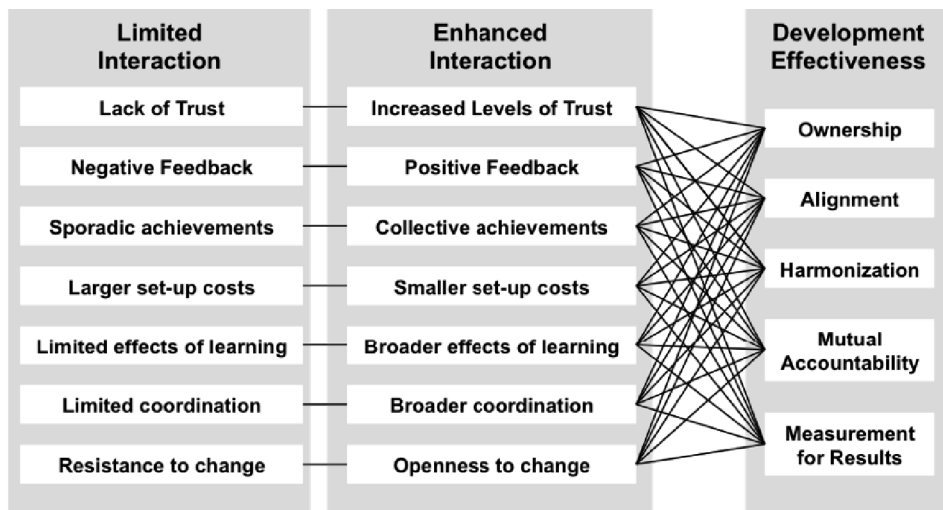 Limited
Interaction
Lack of Trust
Negative Feedback
Sporadic achievements
Larger set-up costs
Limited effects of learning
Limited coordination
Resistance to change
Enhanced
Interaction
Increased Levels of Trust
Positive Feedback
Collective achievements
Smaller set-up costs
Broader effects of learning
Broader coordination
Openness to change
Development
Effectiveness
Ownership
Alignment
Harmonization
Mutual
Accountability
Measurement
for Results